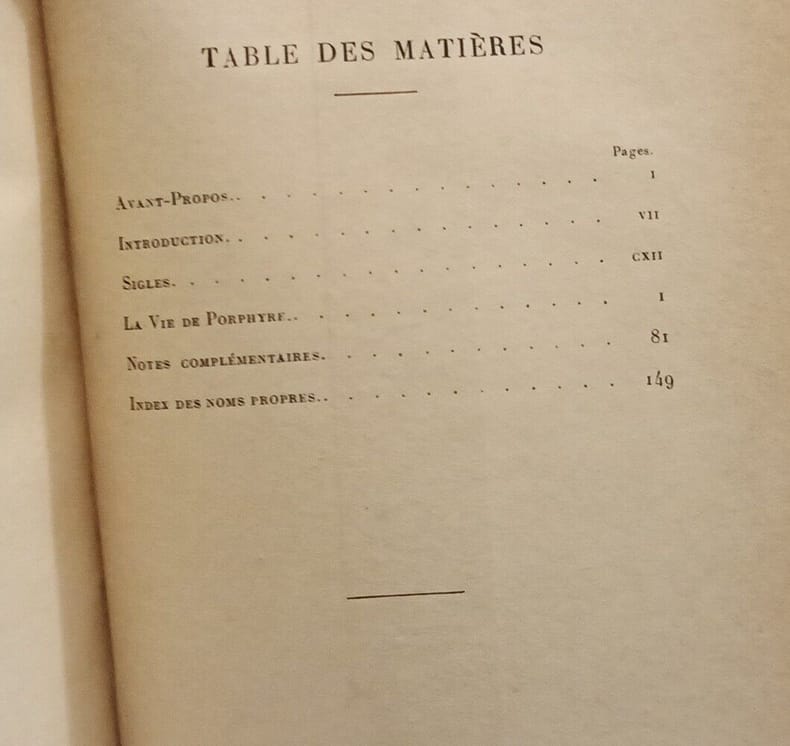 TABLE DES MATIÈRES
Pages.
AVANT-PROPOS.. . . . . . . . . . . . . . . I
INTRODUCTION. . . . . . . . . . . . . . . . VII
SIGLES. . . . . . . . . . . . . . . . . . CXII
LA VIE DE PORPHYRE.. . . . . . . . . . . . . 1
NOTES COMPLÉMENTAIRES. . . . . . . . . . . . 81
INDEX DES NOMS PROPRES.. . . . . . . . . . . 149